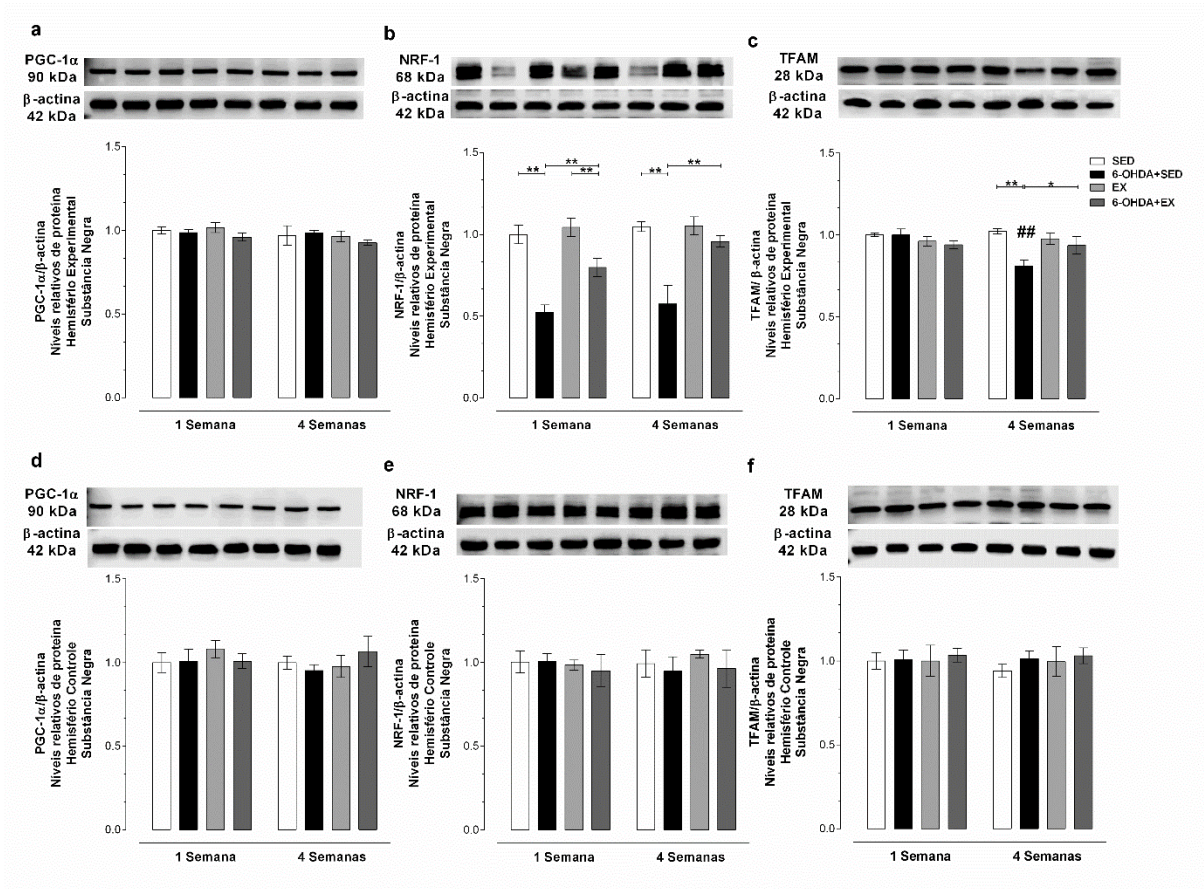 a
PGC-1α
90 kDa
β-actina
42 kDa
1.5
1.0
0.5
0.0
PGC-1α/β-actina
Níveis relativos de proteína
Hemisfério Experimental
Substância Negra
1 Semana
4 Semanas
b
NRF-1
68 kDa
β-actina
42 kDa
1.5
1.0
0.5
0.0
NRF-1/β-actina
Níveis relativos de proteína
Hemisfério Experimental
Substância Negra
**
** **
** **
1 Semana
4 Semanas
c
TFAM
28 kDa
β-actina
42 kDa
1.5
1.0
0.5
0.0
TFAM/ β-actina
Níveis relativos de proteína
Hemisfério Experimental
Substância Negra
** *
##
1 Semana
4 Semanas
SED
6-OHDA+SED
EX
6-OHDA+EX
d
PGC-1α
90 kDa
β-actina
42 kDa
1.5
1.0
0.5
0.0
PGC-1α/β-actina
Níveis relativos de proteína
Hemisfério Controle
Substância Negra
1 Semana
4 Semanas
e
NRF-1
68 kDa
β-actina
42 kDa
1.5
1.0
0.5
0.0
NRF-1/β-actina
Níveis relativos de proteína
Hemisfério Controle
Substância Negra
1 Semana
4 Semanas
f
TFAM
28 kDa
β-actina
42 kDa
1.5
1.0
0.5
0.0
TFAM/β-actina
Níveis relativos de proteína
Hemisfério Controle
Substância Negra
1 Semana
4 Semanas